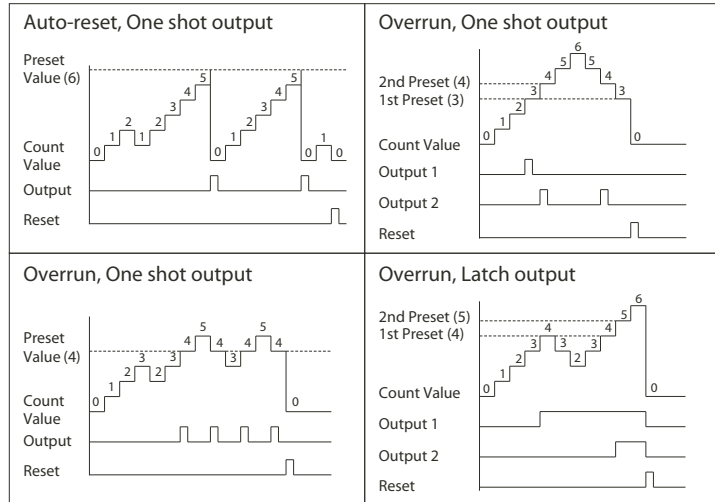 Auto-reset, One shot output
Preset
Value (6)
0 1 2 1 2 3 4 5 0 1 2 3 4 5 0 1 0
Count
Value
Output
Reset
Overrun, One shot output
2nd Preset (4)
1st Preset (3)
0 1 2 3 4 5 6 5 4 3 0
Count Value
Output 1
Output 2
Reset
Overrun, One shot output
Preset
Value (4)
0 1 2 3 2 3 4 5 4 3 4 5 4 0
Count
Value
Output
Reset
Overrun, Latch output
2nd Preset (5)
1st Preset (4)
0 1 2 3 4 3 2 3 4 5 6 0
Count Value
Output 1
Output 2
Reset